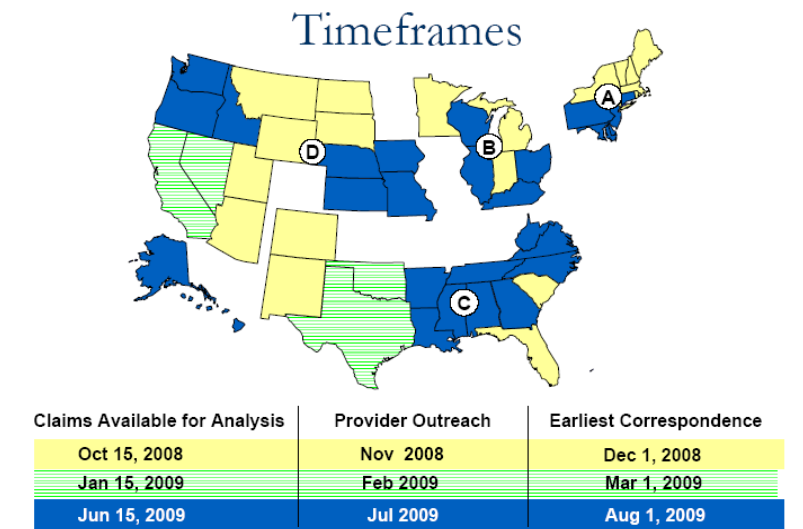 Timeframes
A
B
D
C
Claims Available for Analysis Provider Outreach Earliest Correspondence
Oct 15, 2008 Nov 2008 Dec 1, 2008
Jan 15, 2009 Feb 2009 Mar 1, 2009
Jun 15, 2009 Jul 2009 Aug 1, 2009